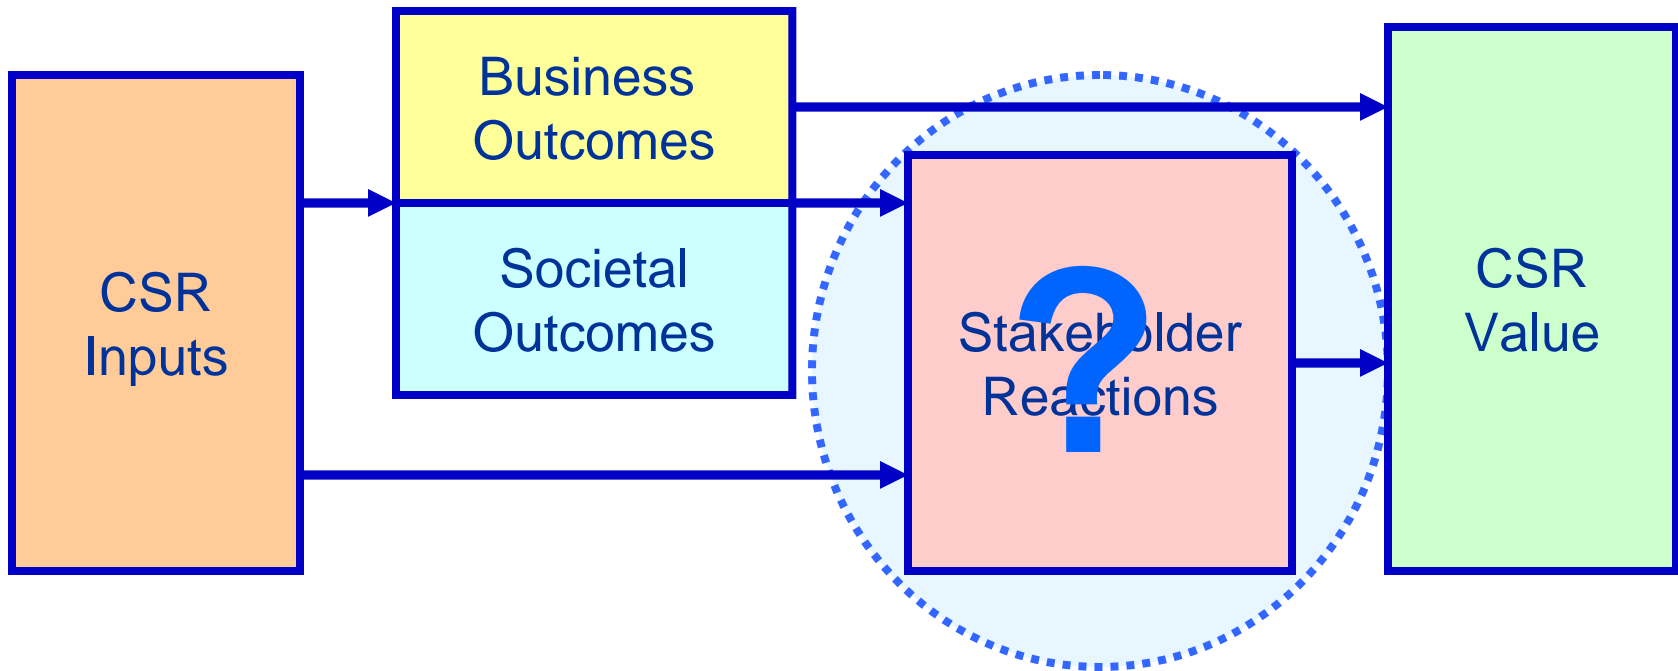 CSR
Inputs
Business
Outcomes
Societal
Outcomes
Stakeholder
Reactions
?
CSR
Value